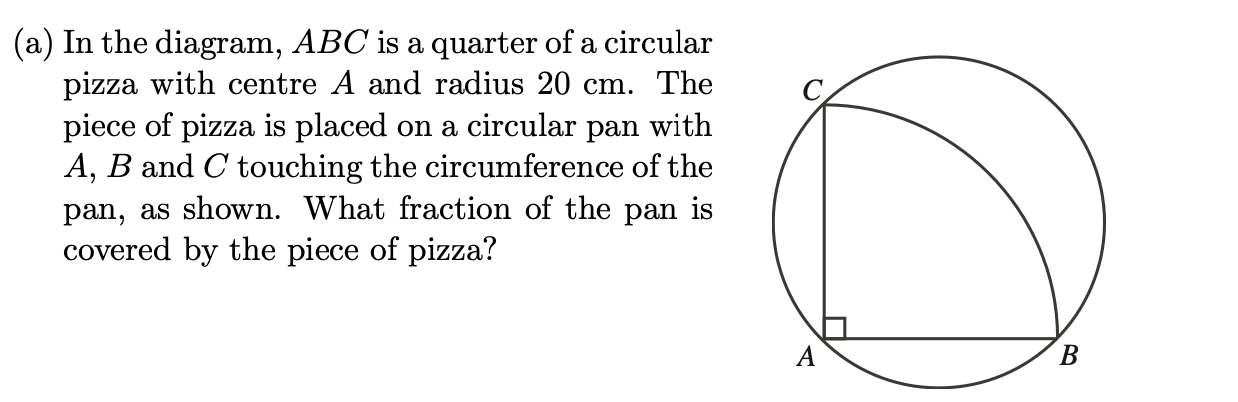 (a) In the diagram, ABC is a quarter of a circular
pizza with centre A and radius 20 cm. The
piece of pizza is placed on a circular pan with
A, B and C touching the circumference of the
pan, as shown. What fraction of the pan is
covered by the piece of pizza?
C
A
B